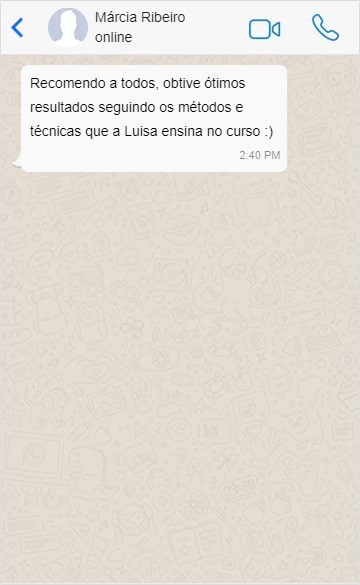 Márcia Ribeiro
online
Recomendo a todos, obtive ótimos
resultados seguindo os métodos e
técnicas que a Luisa ensina no curso :)
2:40 PM